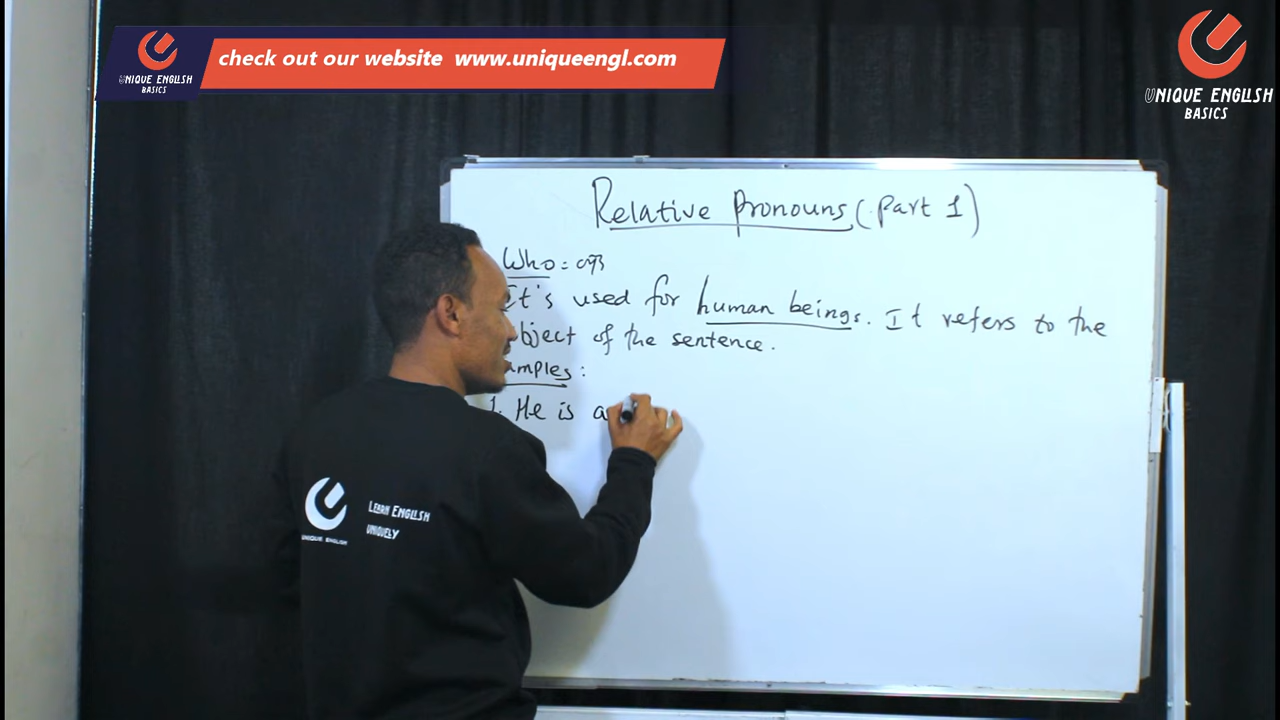 check out our website www.uniqueengl.com
UNIQUE ENGLISH
BASICS
UNIQUE ENGLISH
BASICS
Relative Pronouns (Part 1)
Who =
It's used for human beings. It refers to the
bject of the sentence.
amples:
1. He is a
LEARN ENGLISH
UNIQUELY
UNIQUE ENGLISH